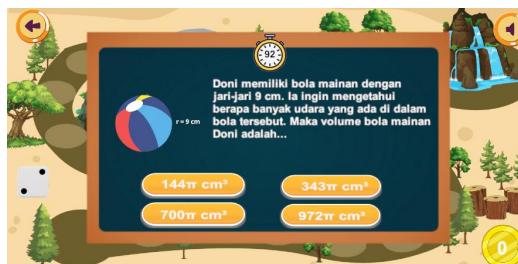 92
Doni memiliki bola mainan dengan
jari-jari 9 cm. Ia ingin mengetahui
berapa banyak udara yang ada di dalam
bola tersebut. Maka volume bola mainan
Doni adalah...
r = 9 cm
144π cm³
343π cm³
700π cm³
972π cm³
0